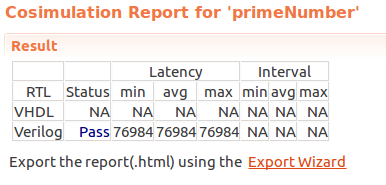 Cosimulation Report for 'primeNumber'
Result
Latency Interval
RTL Status min avg max min avg max
VHDL NA NA NA NA NA NA NA
Verilog Pass 76984 76984 76984 NA NA NA
Export the report(.html) using the Export Wizard